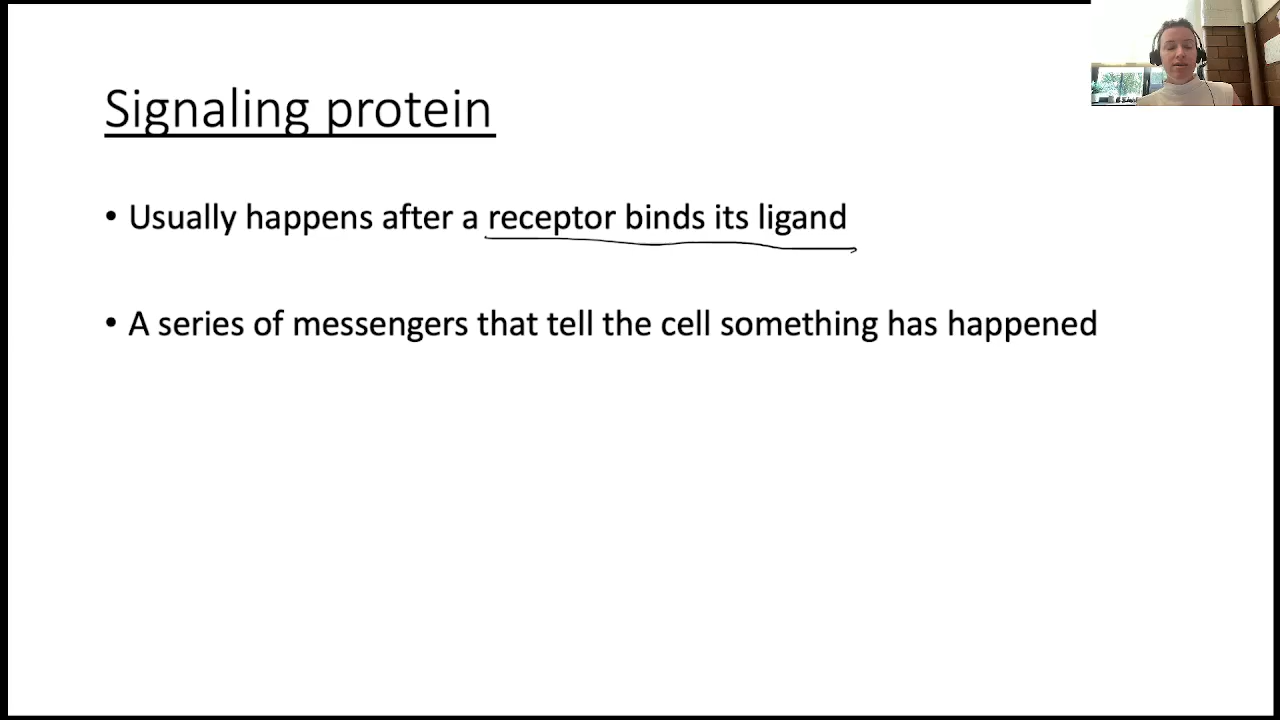 Signaling protein
• Usually happens after a receptor binds its ligand
• A series of messengers that tell the cell something has happened